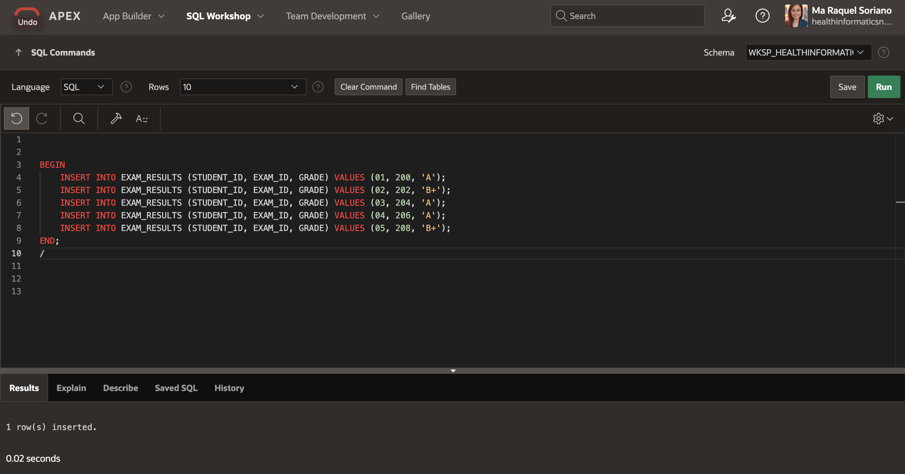 Undo
APEX
App Builder
SQL Workshop
Team Development
Gallery
Search
Ma Raquel Soriano
healthinformaticsn...
SQL Commands
Schema
WKSP_HEALTHINFORMATI
Language
SQL
Rows
10
Clear Command
Find Tables
Save
Run
A
1
2
3 BEGIN
4 INSERT INTO EXAM_RESULTS (STUDENT_ID, EXAM_ID, GRADE) VALUES (01, 200, 'A');
5 INSERT INTO EXAM_RESULTS (STUDENT_ID, EXAM_ID, GRADE) VALUES (02, 202, 'B+');
6 INSERT INTO EXAM_RESULTS (STUDENT_ID, EXAM_ID, GRADE) VALUES (03, 204, 'A');
7 INSERT INTO EXAM_RESULTS (STUDENT_ID, EXAM_ID, GRADE) VALUES (04, 206, 'A');
8 INSERT INTO EXAM_RESULTS (STUDENT_ID, EXAM_ID, GRADE) VALUES (05, 208, 'B+');
9 END;
10 /
11
12
13
Results
Explain
Describe
Saved SQL
History
1 row(s) inserted.
0.02 seconds